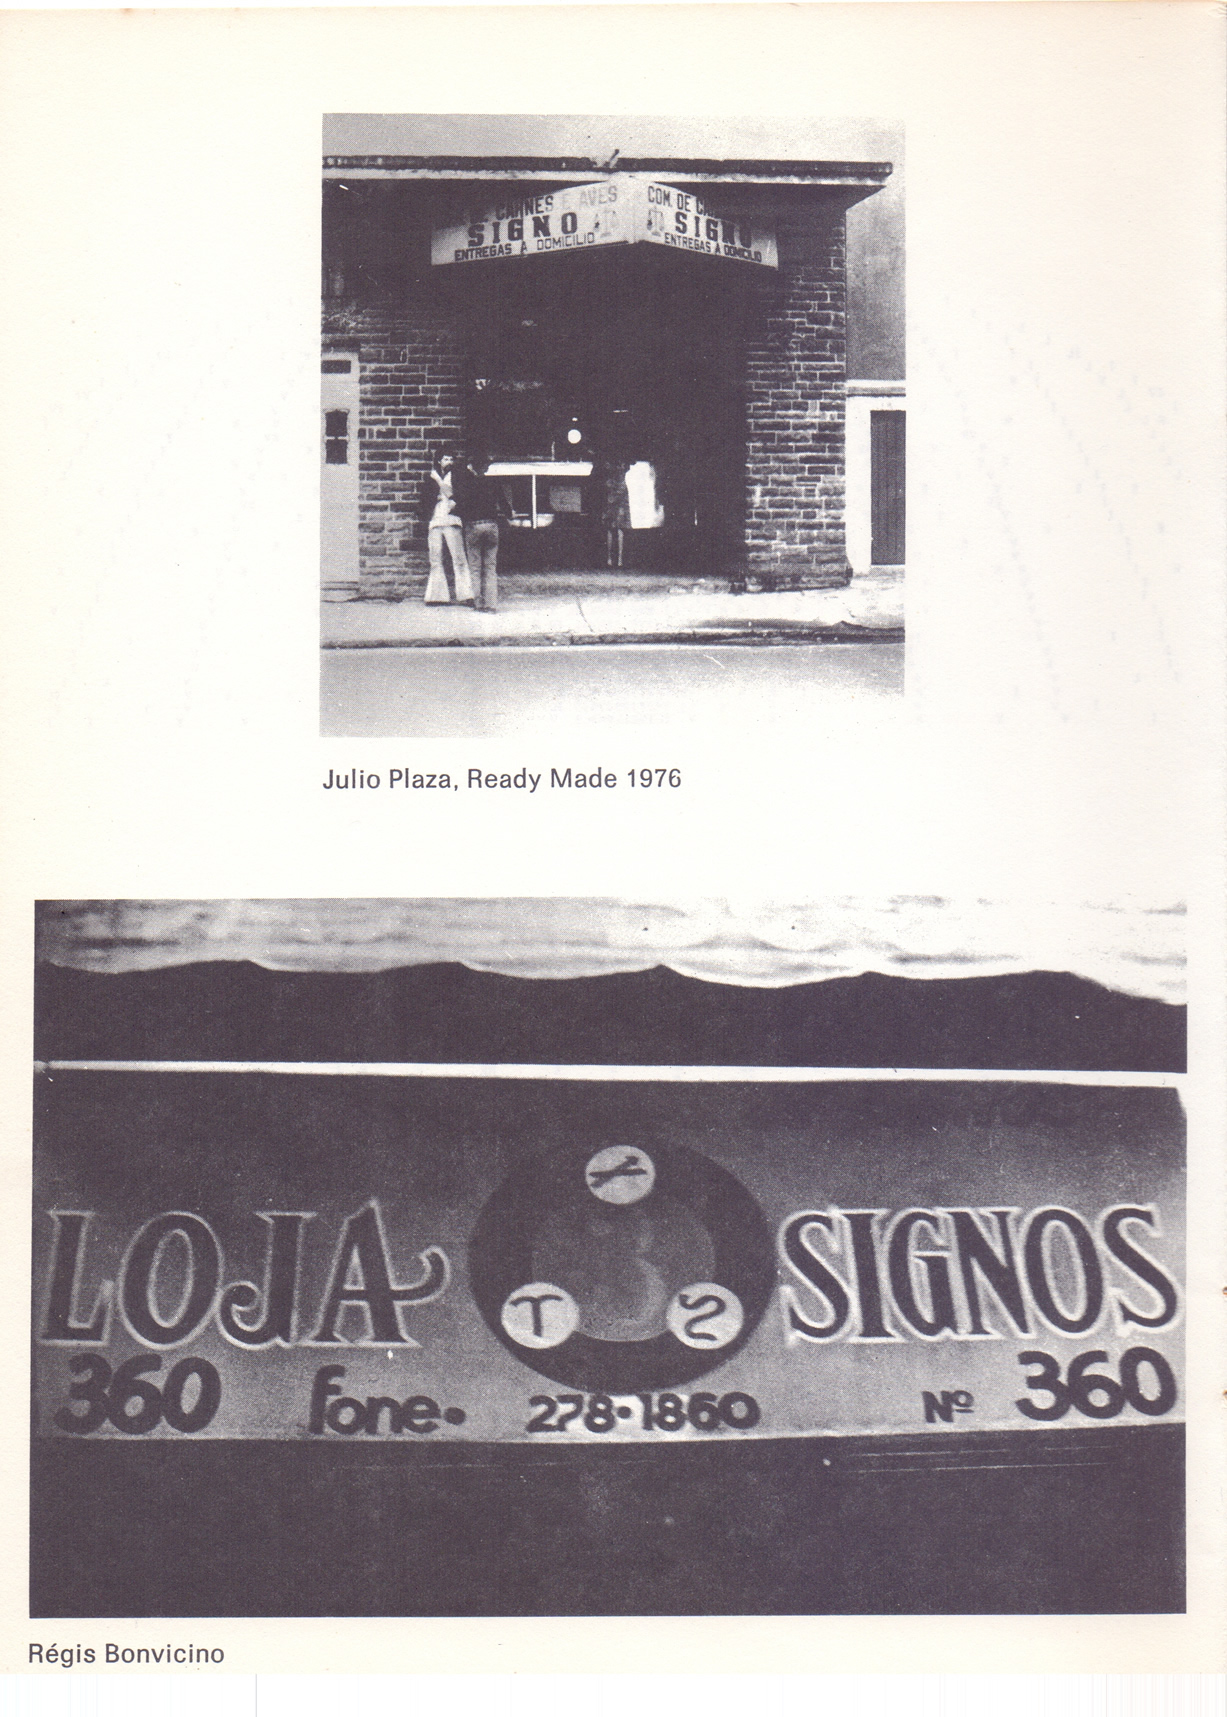 CARNES E AVES
SIGNO
ENTREGAS A DOMICILIO
COM. DE
SIGNO
ENTREGAS A DOMICILIO
Julio Plaza, Ready Made 1976
LOJA SIGNOS
360 fone. 278-1860 Nº 360
Régis Bonvicino